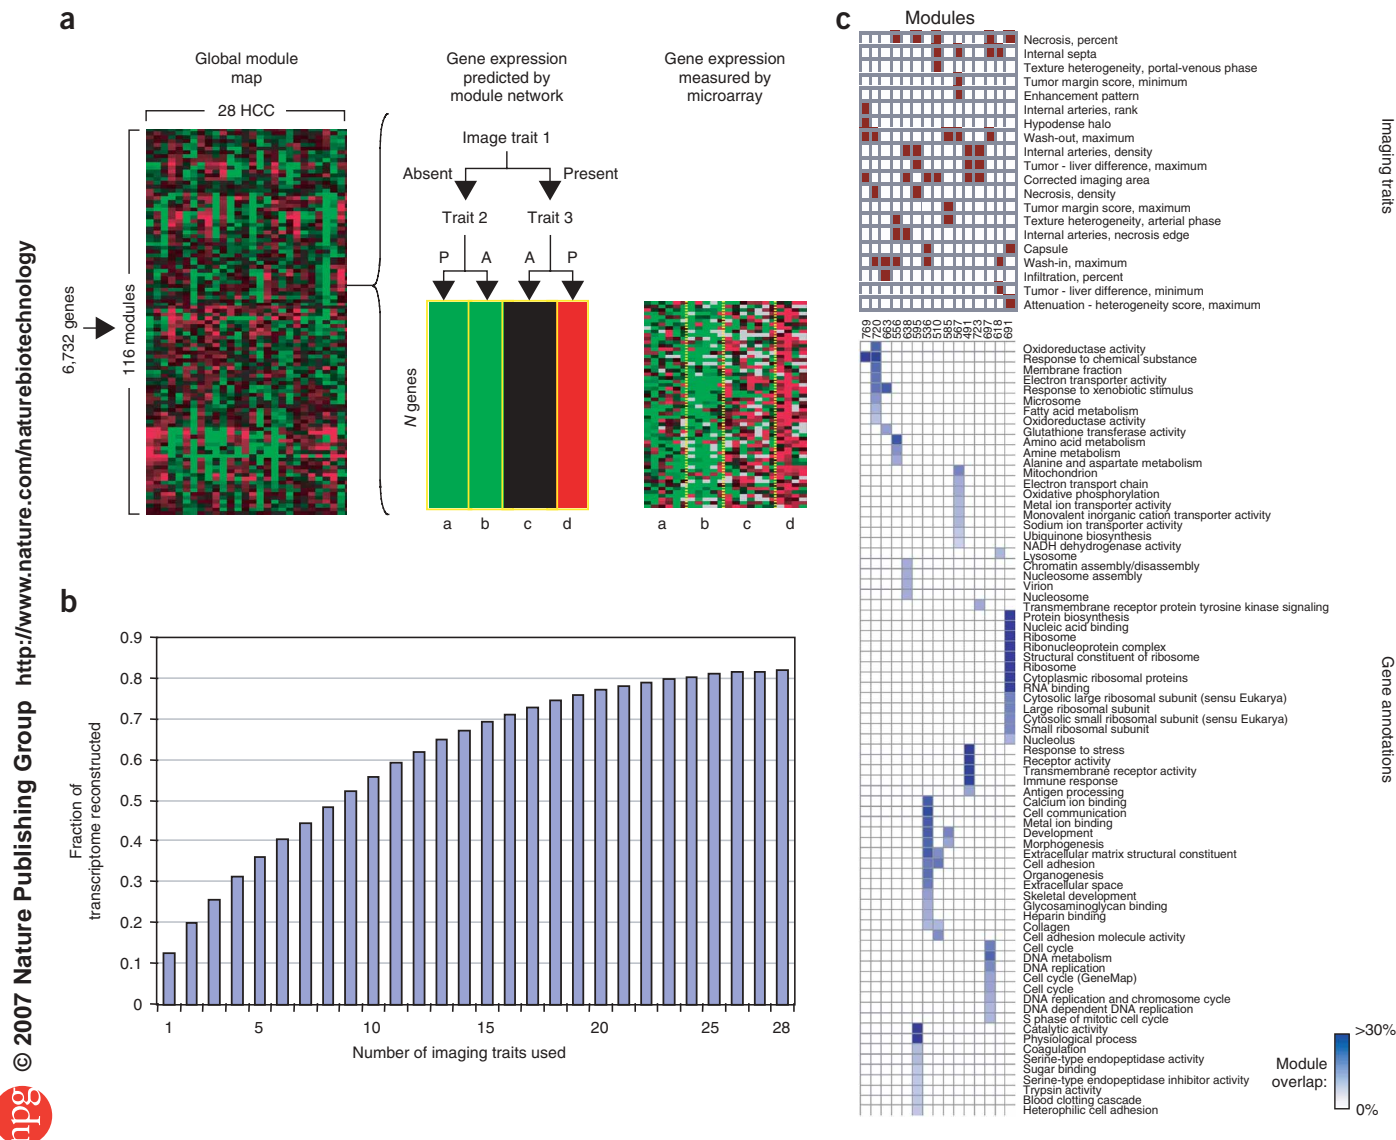 a
Global module
map
28 HCC
6,732 genes
116 modules
Gene expression
predicted by
module network
Image trait 1
Absent
Present
Trait 2
Trait 3
P
A
A
P
N genes
a
b
c
d
Gene expression
measured by
microarray
a
b
c
d
b
Fraction of
transcriptome reconstructed
0.9
0.8
0.7
0.6
0.5
0.4
0.3
0.2
0.1
0
1
5
10
15
20
25
28
Number of imaging traits used
c
Modules
Necrosis, percent
Internal septa
Texture heterogeneity, portal-venous phase
Tumor margin score, minimum
Enhancement pattern
Internal arteries, rank
Hypodense halo
Wash-out, maximum
Internal arteries, density
Tumor - liver difference, maximum
Corrected imaging area
Necrosis, density
Tumor margin score, maximum
Texture heterogeneity, arterial phase
Internal arteries, necrosis edge
Capsule
Wash-in, maximum
Infiltration, percent
Tumor - liver difference, minimum
Attenuation - heterogeneity score, maximum
Imaging traits
769
720
663
556
638
595
536
510
585
567
491
723
697
618
691
Oxidoreductase activity
Response to chemical substance
Membrane fraction
Electron transporter activity
Response to xenobiotic stimulus
Microsome
Fatty acid metabolism
Oxidoreductase activity
Glutathione transferase activity
Amino acid metabolism
Amine metabolism
Alanine and aspartate metabolism
Mitochondrion
Electron transport chain
Oxidative phosphorylation
Metal ion transporter activity
Monovalent inorganic cation transporter activity
Sodium ion transporter activity
Ubiquinone biosynthesis
NADH dehydrogenase activity
Lysosome
Chromatin assembly/disassembly
Nucleosome assembly
Virion
Nucleosome
Transmembrane receptor protein tyrosine kinase signaling
Protein biosynthesis
Nucleic acid binding
Ribosome
Ribonucleoprotein complex
Structural constituent of ribosome
Ribosome
Cytoplasmic ribosomal proteins
RNA binding
Cytosolic large ribosomal subunit (sensu Eukarya)
Large ribosomal subunit
Cytosolic small ribosomal subunit (sensu Eukarya)
Small ribosomal subunit
Nucleolus
Response to stress
Receptor activity
Transmembrane receptor activity
Immune response
Antigen processing
Calcium ion binding
Cell communication
Metal ion binding
Development
Morphogenesis
Extracellular matrix structural constituent
Cell adhesion
Organogenesis
Extracellular space
Skeletal development
Glycosaminoglycan binding
Heparin binding
Collagen
Cell adhesion molecule activity
Cell cycle
DNA metabolism
DNA replication
Cell cycle (GeneMap)
Cell cycle
DNA replication and chromosome cycle
DNA dependent DNA replication
S phase of mitotic cell cycle
Catalytic activity
Physiological process
Coagulation
Serine-type endopeptidase activity
Sugar binding
Serine-type endopeptidase inhibitor activity
Trypsin activity
Blood clotting cascade
Heterophilic cell adhesion
Gene annotations
Module
overlap:
>30%
0%
© 2007 Nature Publishing Group http://www.nature.com/naturebiotechnology
npg